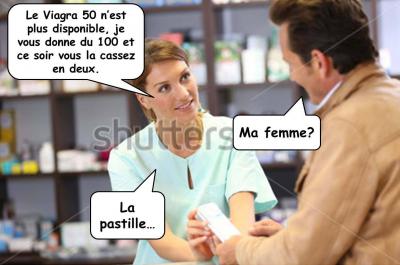 Le Viagra 50 n'est
plus disponible, je
vous donne du 100 et
ce soir vous la cassez
en deux.
Ma femme?
La
pastille...
shutters